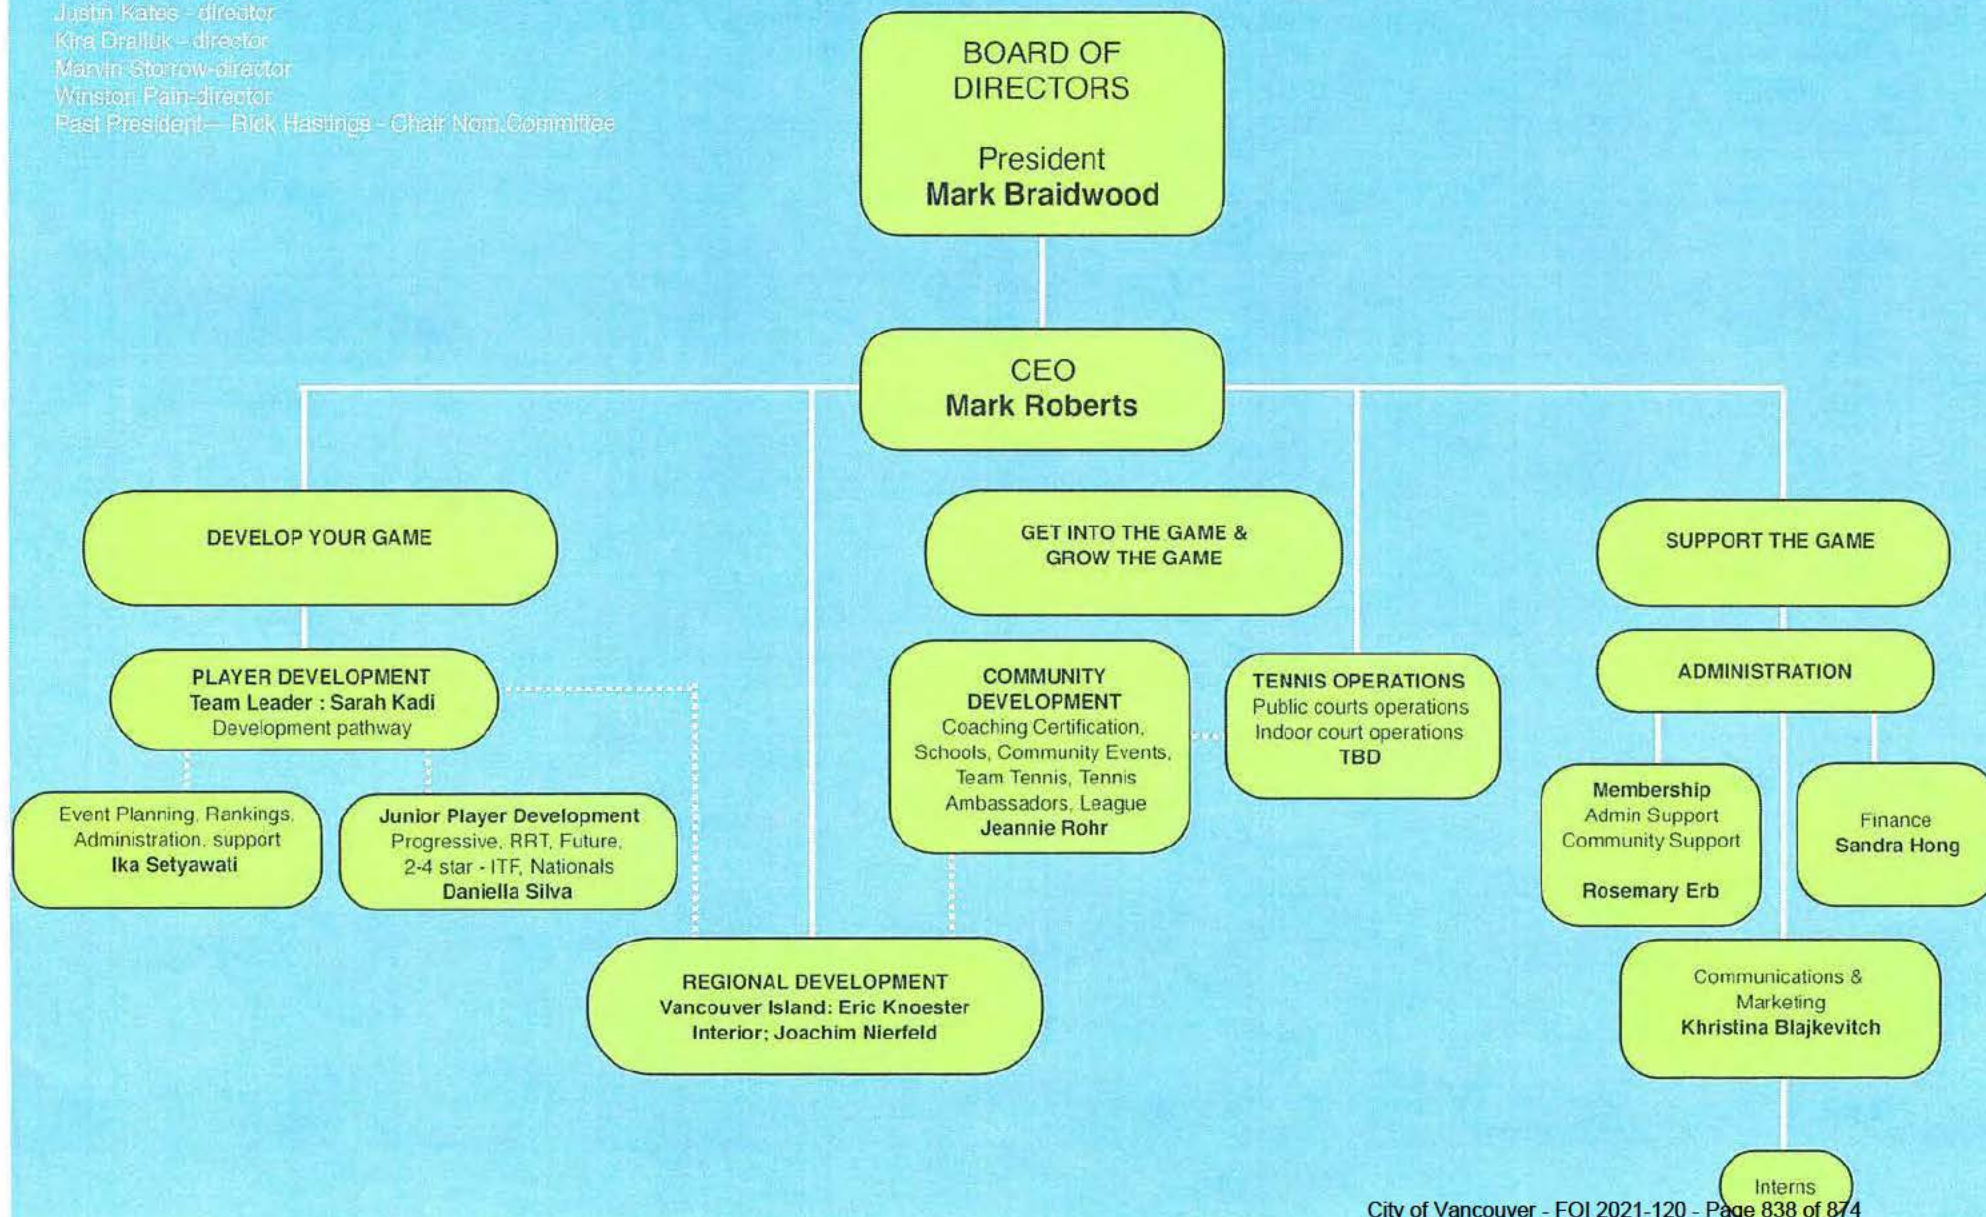 Justin Kates - director
Kira Drailuk - director
Marvin Storrow-director
Winston Pain-director
Past President— Rick Hastings - Chair Nom.Committee
BOARD OF
DIRECTORS
President
Mark Braidwood
CEO
Mark Roberts
DEVELOP YOUR GAME
GET INTO THE GAME &
GROW THE GAME
SUPPORT THE GAME
PLAYER DEVELOPMENT
Team Leader : Sarah Kadi
Development pathway
COMMUNITY
DEVELOPMENT
Coaching Certification,
Schools, Community Events,
Team Tennis, Tennis
Ambassadors, League
Jeannie Rohr
TENNIS OPERATIONS
Public courts operations
Indoor court operations
TBD
ADMINISTRATION
Event Planning, Rankings,
Administration, support
Ika Setyawati
Junior Player Development
Progressive, RRT, Future,
2-4 star - ITF, Nationals
Daniella Silva
Membership
Admin Support
Community Support
Rosemary Erb
Finance
Sandra Hong
REGIONAL DEVELOPMENT
Vancouver Island: Eric Knoester
Interior; Joachim Nierfeld
Communications &
Marketing
Khristina Blajkevitch
Interns
City of Vancouver - FOI 2021-120 - Page 838 of 874